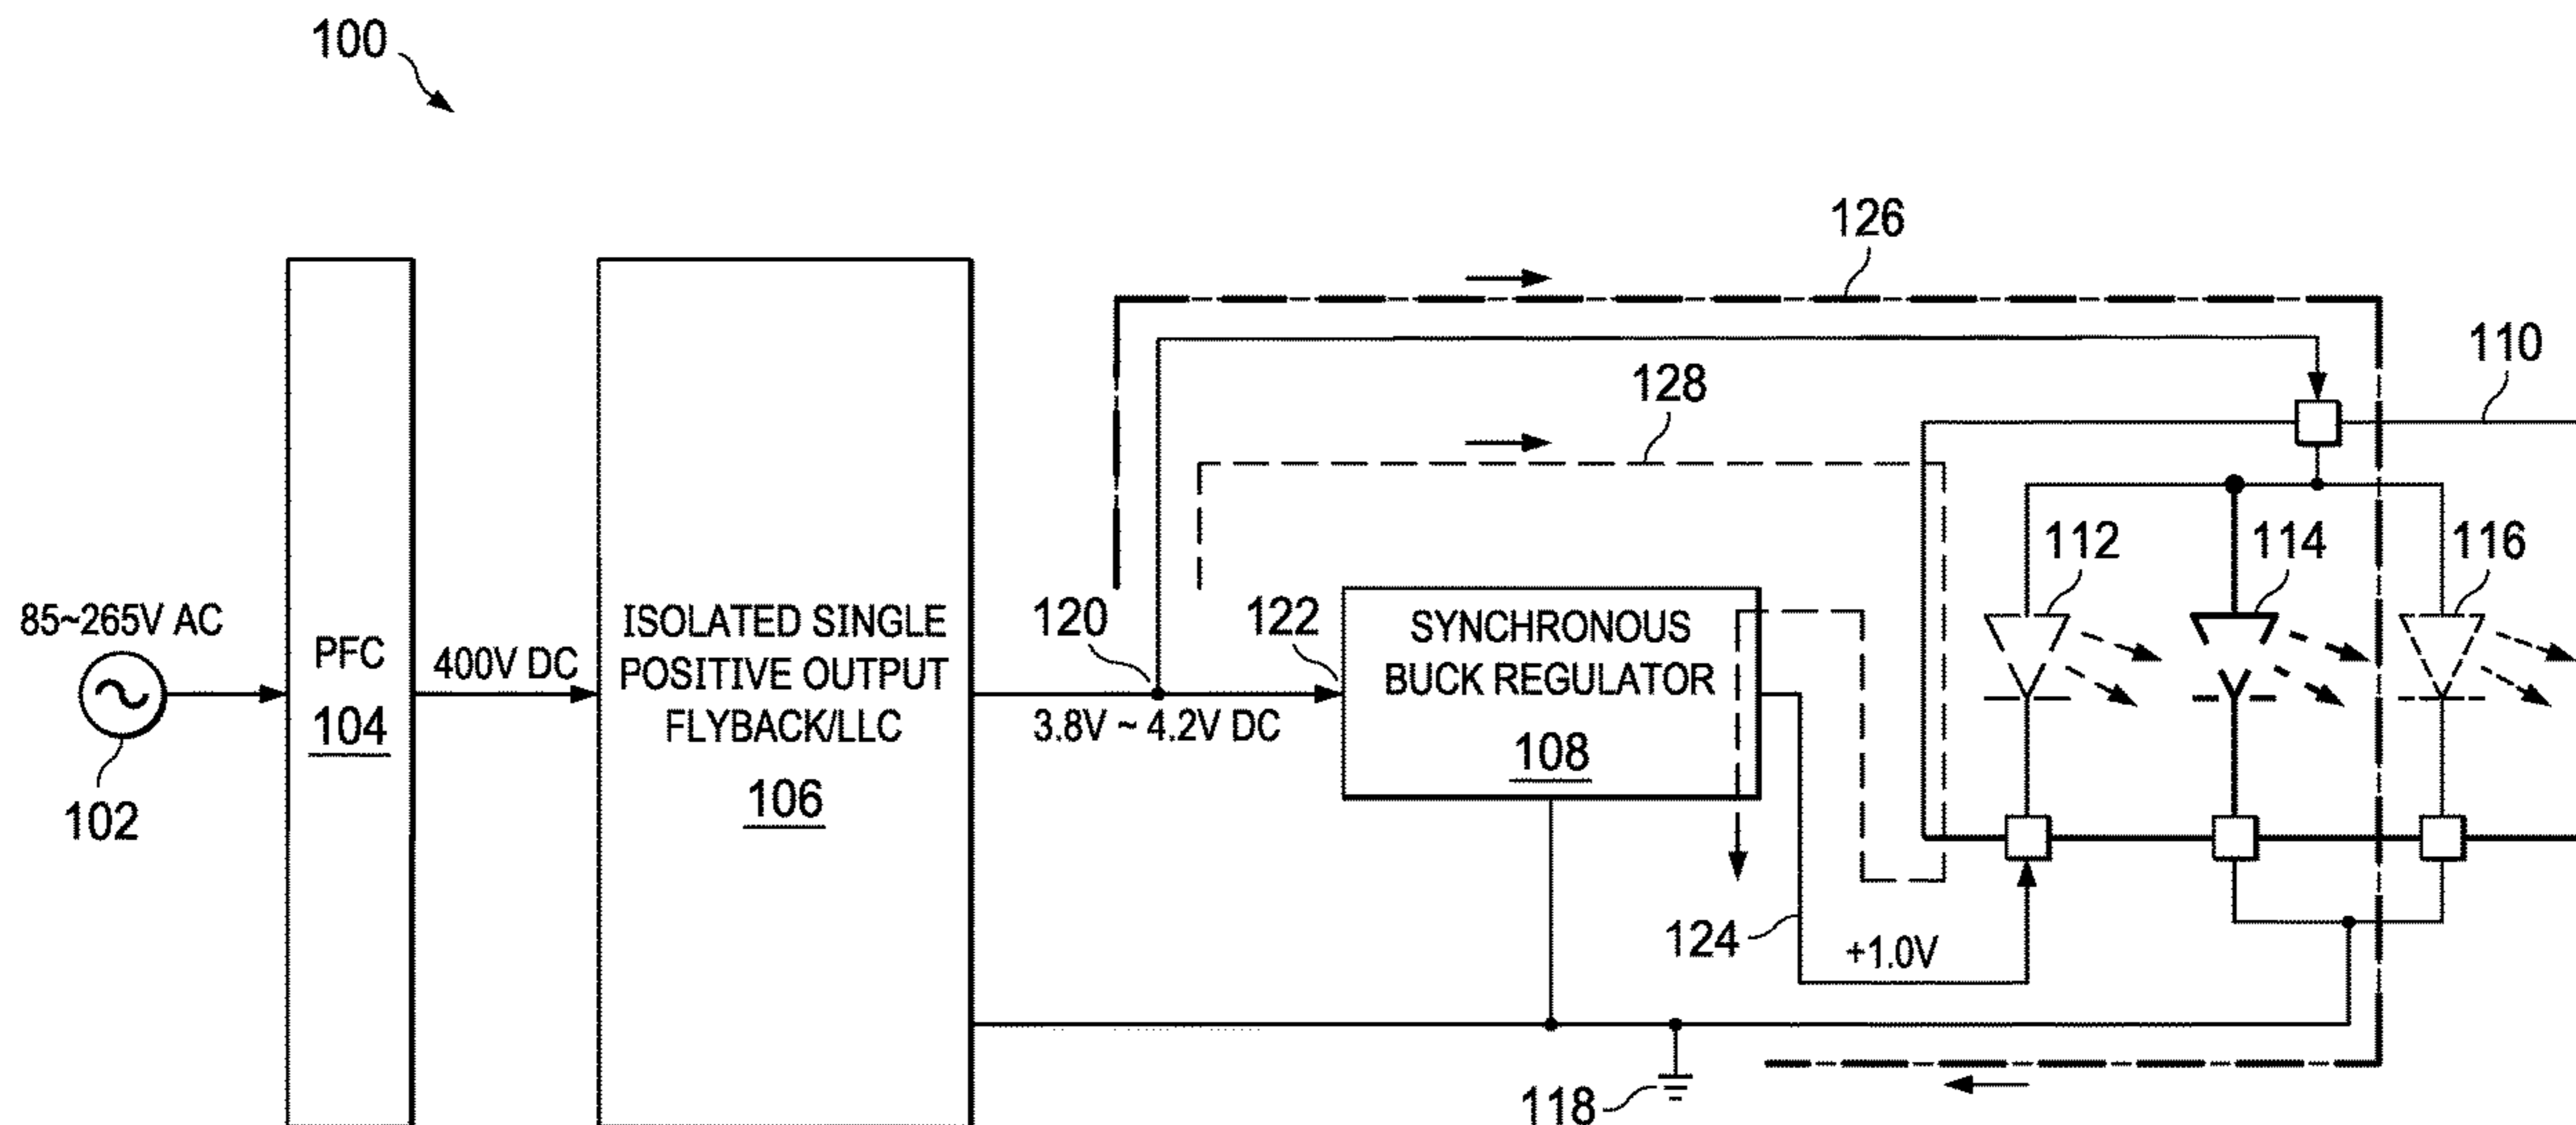 100
126
110
128
112
114
116
85~265V AC
PFC
104
400V DC
102
ISOLATED SINGLE
POSITIVE OUTPUT
FLYBACK/LLC
106
120
122
3.8V ~ 4.2V DC
SYNCHRONOUS
BUCK REGULATOR
108
124
+1.0V
118